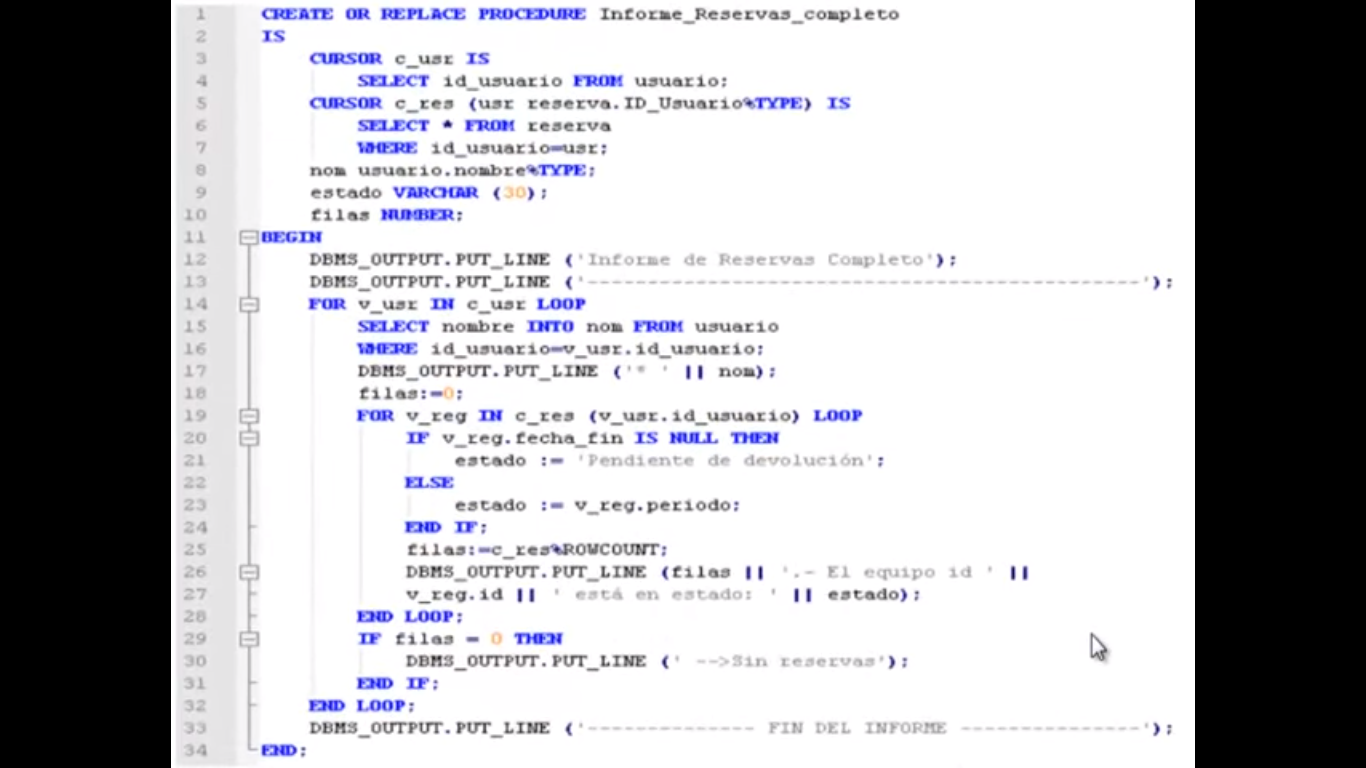 1 CREATE OR REPLACE PROCEDURE Informe_Reservas_completo
2 IS
3 CURSOR c_usr IS
4 SELECT id_usuario FROM usuario;
5 CURSOR c_res (usr reserva.ID_Usuario%TYPE) IS
6 SELECT * FROM reserva
7 WHERE id_usuario=usr;
8 nom usuario.nombre%TYPE;
9 estado VARCHAR (30);
10 filas NUMBER;
11 BEGIN
12 DBMS_OUTPUT.PUT_LINE ('Informe de Reservas Completo');
13 DBMS_OUTPUT.PUT_LINE ('----------------------------------------------');
14 FOR v_usr IN c_usr LOOP
15 SELECT nombre INTO nom FROM usuario
16 WHERE id_usuario=v_usr.id_usuario;
17 DBMS_OUTPUT.PUT_LINE ('* ' || nom);
18 filas:=0;
19 FOR v_reg IN c_res (v_usr.id_usuario) LOOP
20 IF v_reg.fecha_fin IS NULL THEN
21 estado := 'Pendiente de devolución';
22 ELSE
23 estado := v_reg.periodo;
24 END IF;
25 filas:=c_res%ROWCOUNT;
26 DBMS_OUTPUT.PUT_LINE (filas || '.- El equipo id ' ||
27 v_reg.id || ' está en estado: ' || estado);
28 END LOOP;
29 IF filas = 0 THEN
30 DBMS_OUTPUT.PUT_LINE (' -->Sin reservas');
31 END IF;
32 END LOOP;
33 DBMS_OUTPUT.PUT_LINE ('-------------- FIN DEL INFORME ---------------');
34 END;